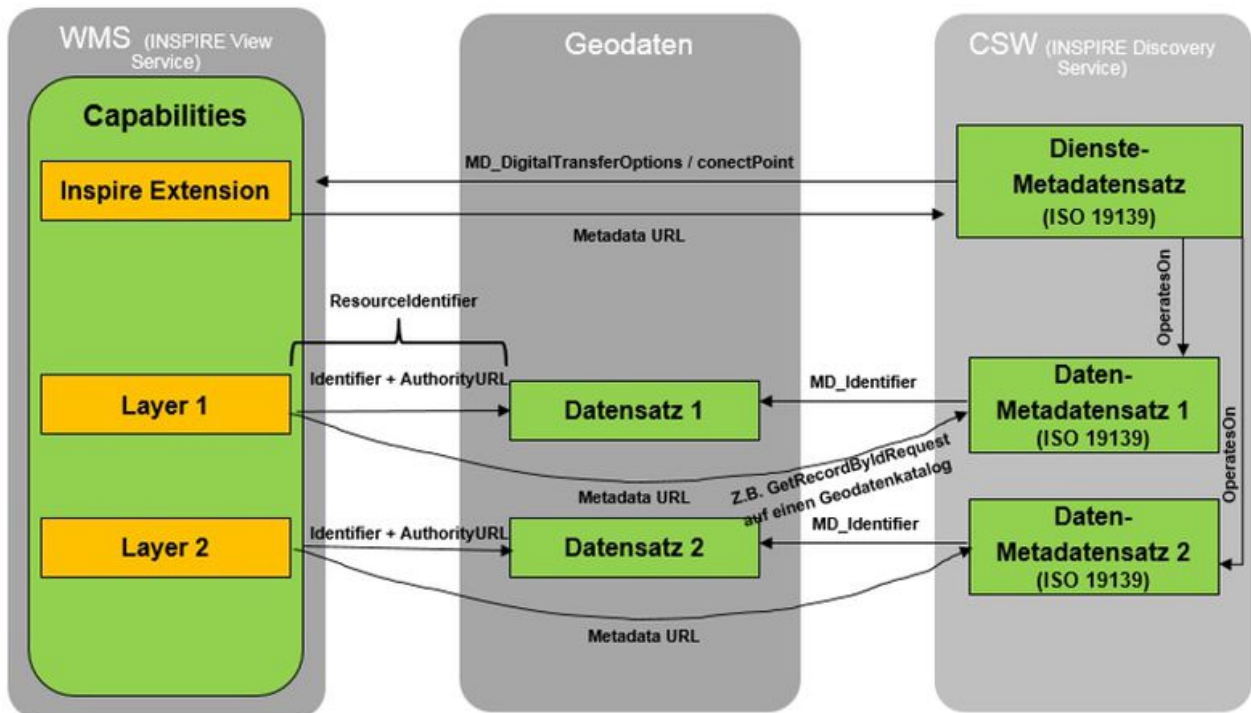 WMS (INSPIRE View
Service)
Geodaten
CSW (INSPIRE Discovery
Service)
Capabilities
Inspire Extension
MD_DigitalTransferOptions / conectPoint
Metadata URL
Dienste-
Metadatensatz
(ISO 19139)
OperatesOn
OperatesOn
ResourceIdentifier
Identifier + AuthorityURL
Layer 1
Datensatz 1
MD_Identifier
Daten-
Metadatensatz 1
(ISO 19139)
Metadata URL
Z.B. GetRecordByIdRequest
auf einen Geodatenkatalog
Identifier + AuthorityURL
Layer 2
Datensatz 2
MD_Identifier
Daten-
Metadatensatz 2
(ISO 19139)
Metadata URL